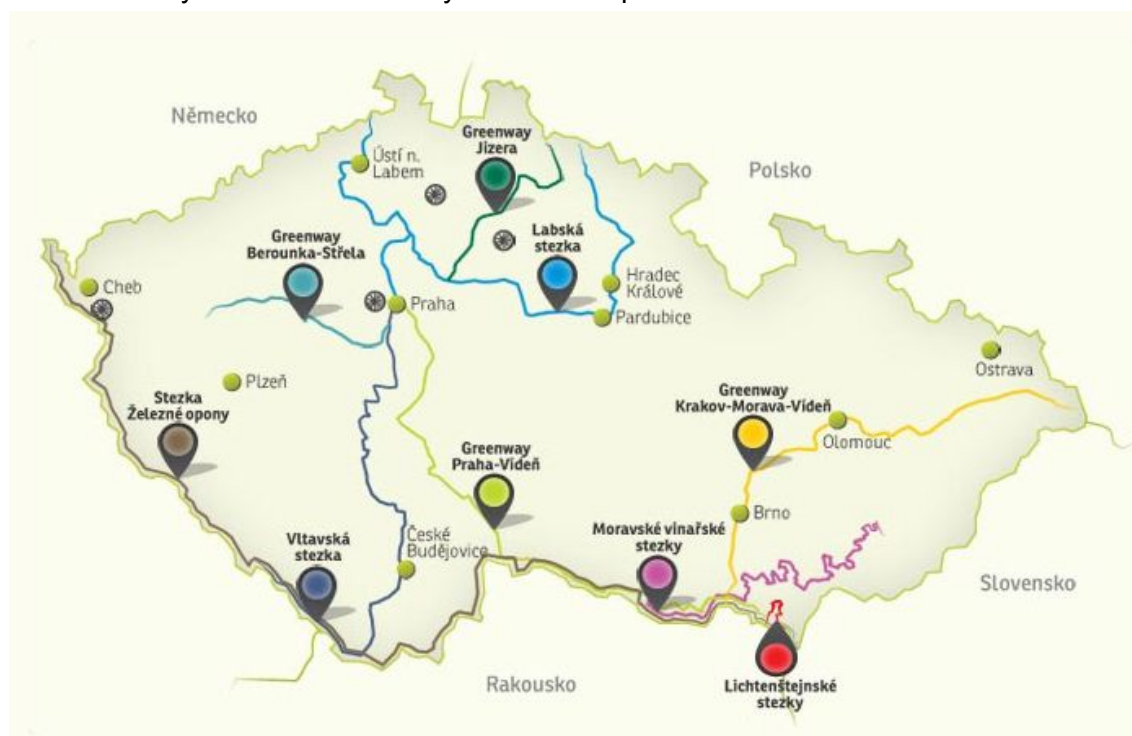 Německo
Greenway
Jizera
Ústí n.
Labem
Polsko
Labská
stezka
Greenway
Berounka-Střela
Hradec
Králové
Cheb
Praha
Pardubice
Ostrava
Plzeň
Stezka
Železné opony
Greenway
Krakov-Morava-Vídeň
Olomouc
Greenway
Praha-Vídeň
Brno
Moravské vinařské
stezky
České
Budějovice
Vltavská
stezka
Slovensko
Rakousko
Lichtenštejnské
stezky